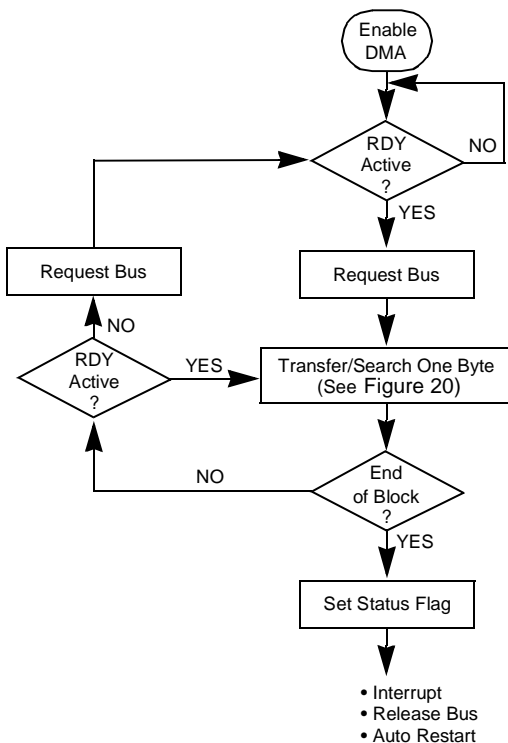 Enable
DMA
RDY
Active
?
NO
YES
Request Bus
Request Bus
NO
RDY
Active
?
YES
Transfer/Search One Byte
(See Figure 20)
NO
End
of Block
?
YES
Set Status Flag
• Interrupt
• Release Bus
• Auto Restart